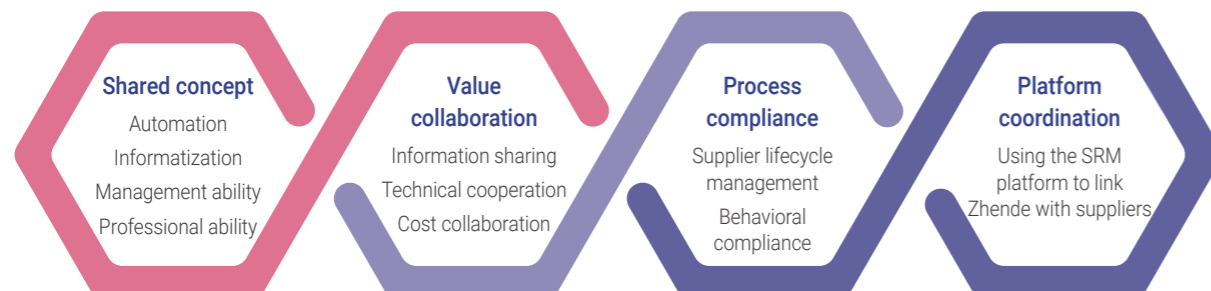 Shared concept
Automation
Informatization
Management ability
Professional ability
Value
collaboration
Information sharing
Technical cooperation
Cost collaboration
Process
compliance
Supplier lifecycle
management
Behavioral
compliance
Platform
coordination
Using the SRM
platform to link
Zhende with suppliers